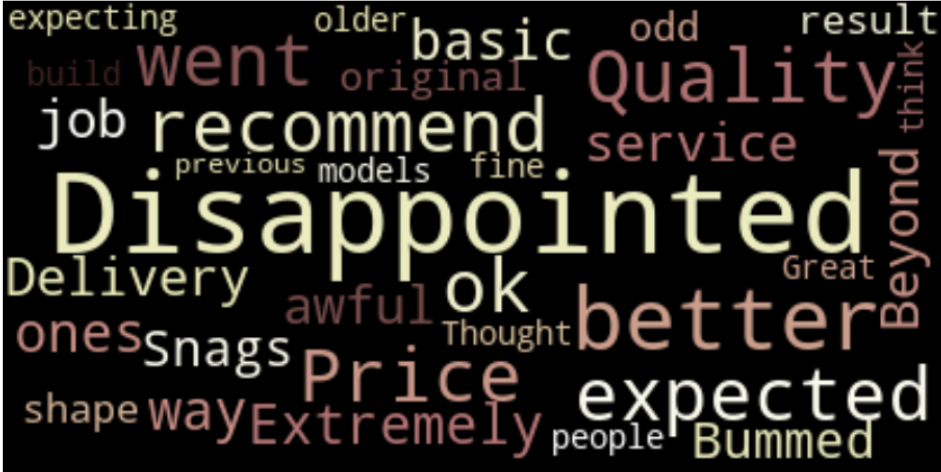 expecting older basic odd result
build went original Quality think
job recommend service
previous models fine
Disappointed Beyond
Delivery ok Great
awful better
ones Snags Thought
Price expected
shape way Extremely people Bummed